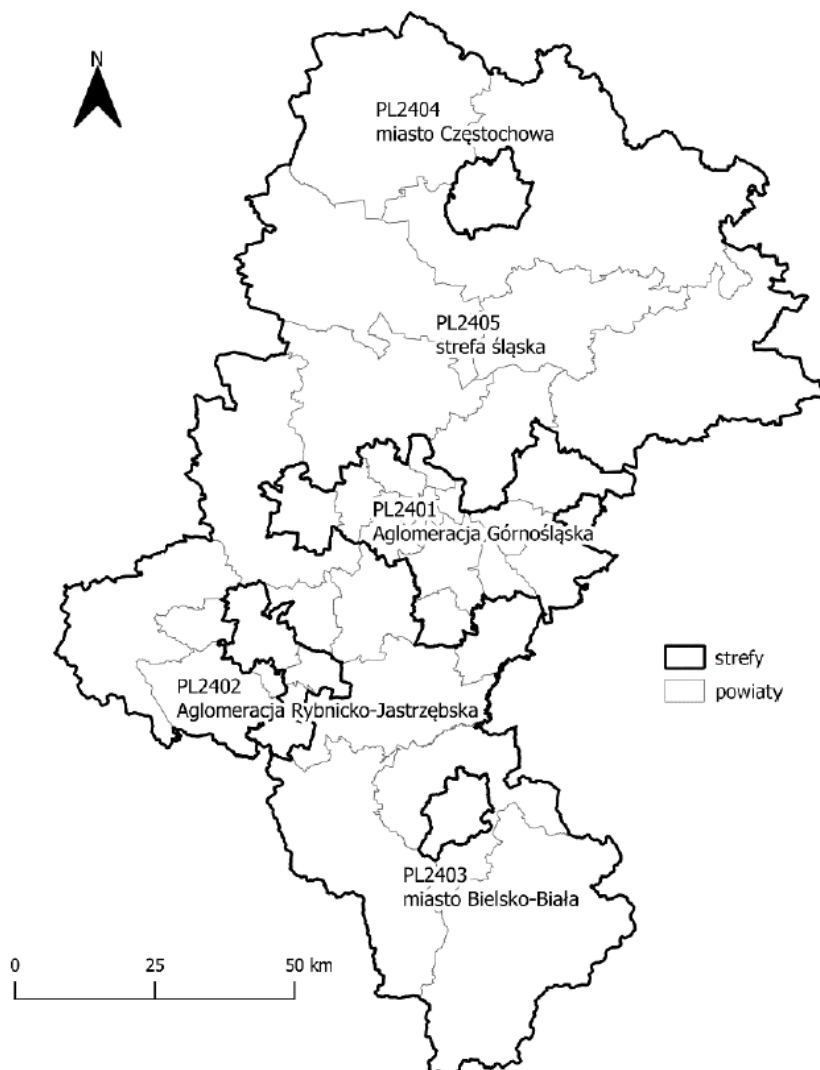 N
PL2404
miasto Częstochowa
PL2405
strefa śląska
PL2401
Aglomeracja Górnośląska
strefy
powiaty
PL2402
Aglomeracja Rybnicko-Jastrzębska
PL2403
miasto Bielsko-Biała
0 25 50 km